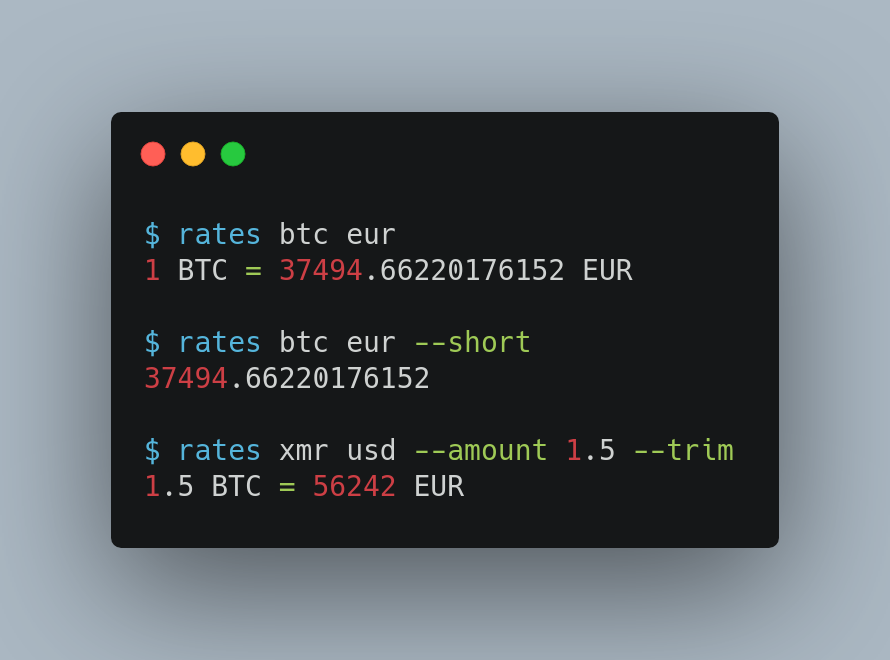 $ rates btc eur
1 BTC = 37494.66220176152 EUR
$ rates btc eur --short
37494.66220176152
$ rates xmr usd --amount 1.5 --trim
1.5 BTC = 56242 EUR